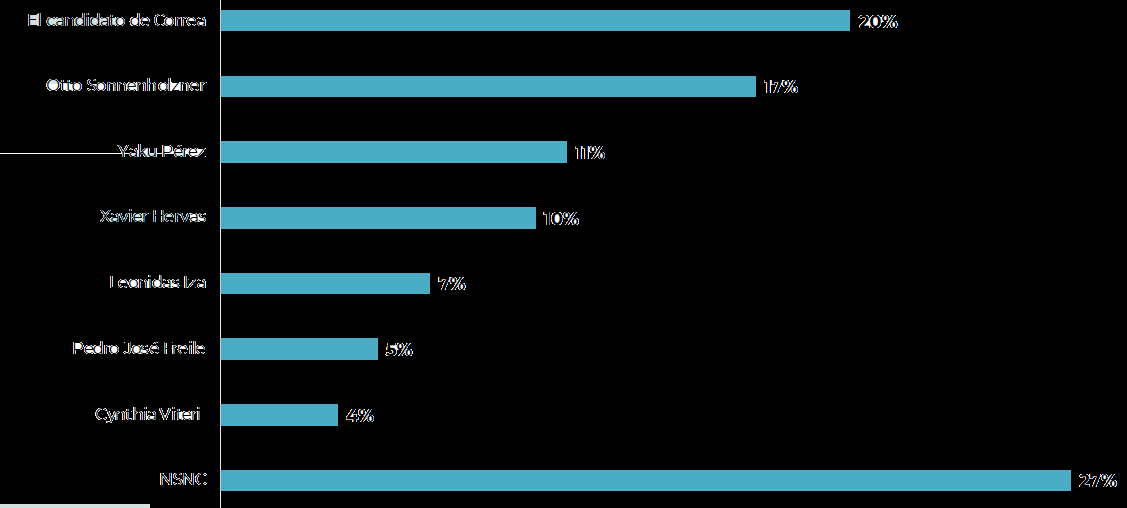 El candidato de Correa 20%
Otto Sonnenholzner 17%
Yaku Pérez 11%
Xavier Hervas 10%
Leonidas Iza 7%
Pedro José Freile 5%
Cynthia Viteri 4%
NSNC 27%